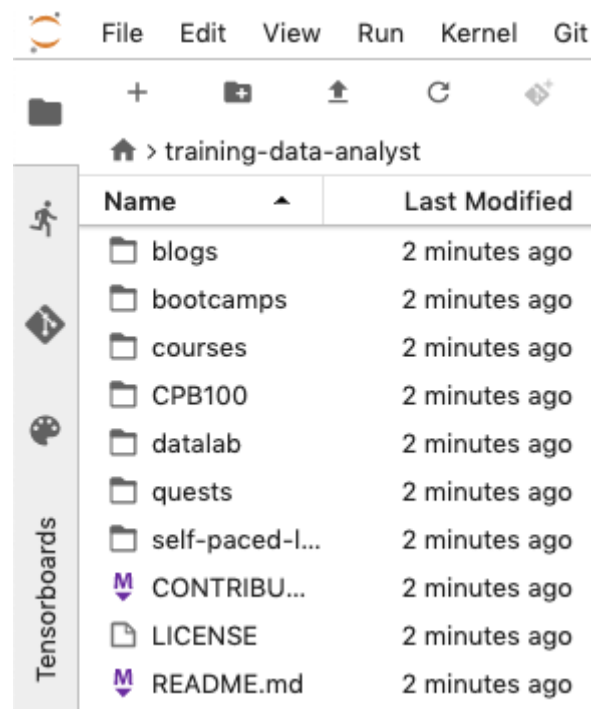 File Edit View Run Kernel Git
> training-data-analyst
Name Last Modified
blogs 2 minutes ago
bootcamps 2 minutes ago
courses 2 minutes ago
CPB100 2 minutes ago
datalab 2 minutes ago
quests 2 minutes ago
self-paced-l... 2 minutes ago
CONTRIBU... 2 minutes ago
LICENSE 2 minutes ago
README.md 2 minutes ago
Tensorboards